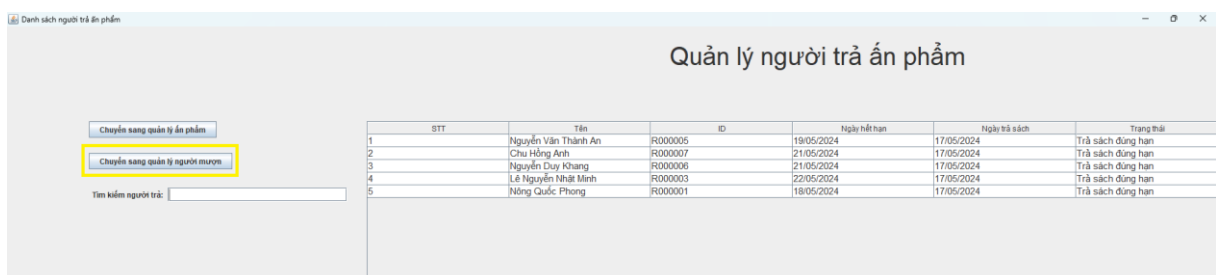 Danh sách người trả ấn phẩm
Quản lý người trả ấn phẩm
Chuyển sang quản lý ấn phẩm
Chuyển sang quản lý người mượn
Tìm kiếm người trả:
STT Tên ID Ngày hết hạn Ngày trả sách Trạng thái
1 Nguyễn Văn Thành An R000005 19/05/2024 17/05/2024 Trả sách đúng hạn
2 Chu Hồng Anh R000007 21/05/2024 17/05/2024 Trả sách đúng hạn
3 Nguyễn Duy Khang R000006 21/05/2024 17/05/2024 Trả sách đúng hạn
4 Lê Nguyễn Nhật Minh R000003 22/05/2024 17/05/2024 Trả sách đúng hạn
5 Nông Quốc Phong R000001 18/05/2024 17/05/2024 Trả sách đúng hạn